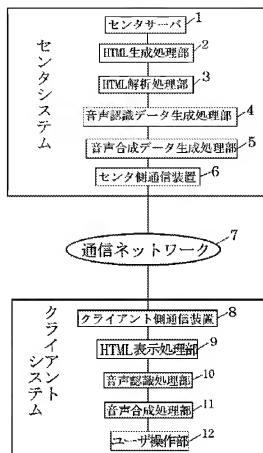 センタシステム
センタサーバ 1
HTML生成処理部 2
HTML解析処理部 3
音声認識データ生成処理部 4
音声合成データ生成処理部 5
センタ側通信装置 6
通信ネットワーク 7
クライアント
システム
クライアント側通信装置 8
HTML表示処理部 9
音声認識処理部 10
音声合成処理部 11
ユーザ操作部 12